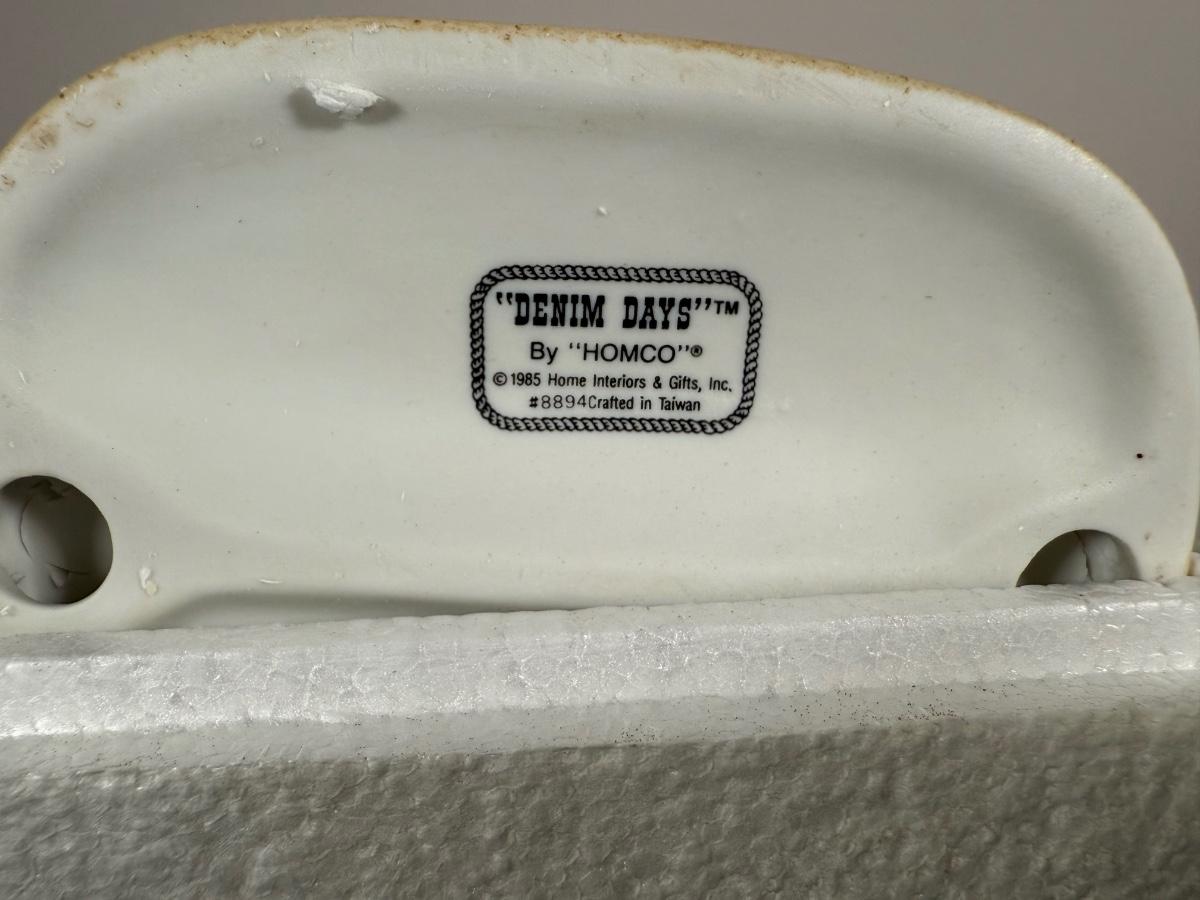 "DENIM DAYS"™
By "HOMCO"®
©1985 Home Interiors & Gifts, Inc.
#8894Crafted in Taiwan